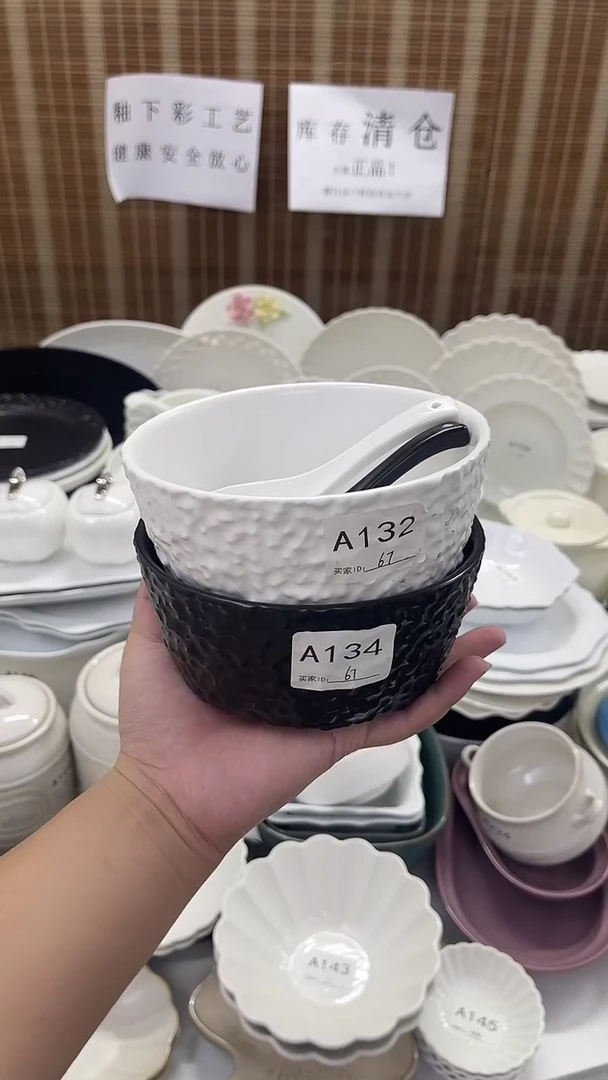 釉下彩工艺
健康安全放心
库存清仓
正品!
A132
买家ID: 67
A134
买家ID: 67
A143
A145